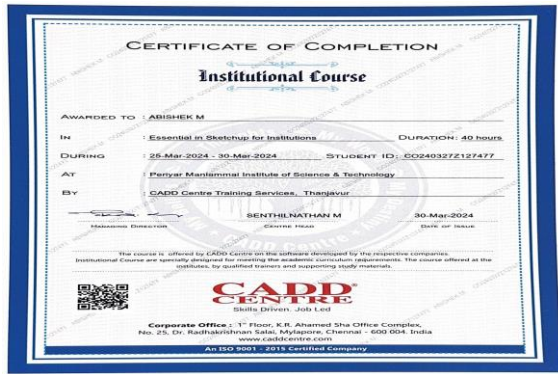 CERTIFICATE OF COMPLETION
Institutional Course
AWARDED TO : ABISHEK M
IN : Essential in Sketchup for Institutions DURATION: 40 hours
DURING : 25-Mar-2024 - 30-Mar-2024 STUDENT ID: CO240327Z127477
AT : Periyar Maniammai Institute of Science & Technology
BY : CADD Centre Training Services, Thanjavur
SENTHILNATHAN M 30-Mar-2024
MANAGING DIRECTOR CENTRE HEAD DATE OF ISSUE
The course is offered by CADD Centre on the software developed by the respective companies.
Institutional Course are specially designed for meeting the academic curriculum requirements. The course offered at the
institutes, by qualified trainers and supporting study materials.
CADD
CENTRE
Skills Driven. Job Led
Corporate Office : 1st Floor, K.R. Ahamed Sha Office Complex,
No. 25, Dr. Radhakrishnan Salai, Mylapore, Chennai - 600 004. India
www.caddcentre.com
An ISO 9001 - 2015 Certified Company